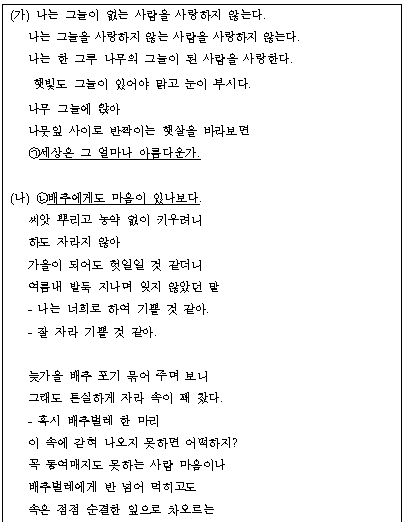 (가) 나는 그늘이 없는 사람을 사랑하지 않는다.
나는 그늘을 사랑하지 않는 사람을 사랑하지 않는다.
나는 한 그루 나무의 그늘이 된 사람을 사랑한다.
햇빛도 그늘이 있어야 맑고 눈이 부시다.
나무 그늘에 앉아
나뭇잎 사이로 반짝이는 햇살을 바라보면
㉠세상은 그 얼마나 아름다운가.
(나) ㉡배추에게도 마음이 있나보다.
씨앗 뿌리고 농약 없이 키우려니
하도 자라지 않아
가을이 되어도 헛일일 것 같더니
여름내 밭둑 지나며 잊지 않았던 말
- 나는 너희로 하여 기쁠 것 같아.
- 잘 자라 기쁠 것 같아.
늦가을 배추 포기 묶어 주며 보니
그래도 튼실하게 자라 속이 꽤 찼다.
- 혹시 배추벌레 한 마리
이 속에 갇혀 나오지 못하면 어떡하지?
꼭 동여매지도 못하는 사람 마음이나
배추벌레에게 반 넘어 먹히고도
속은 점점 순결한 잎으로 차오르는